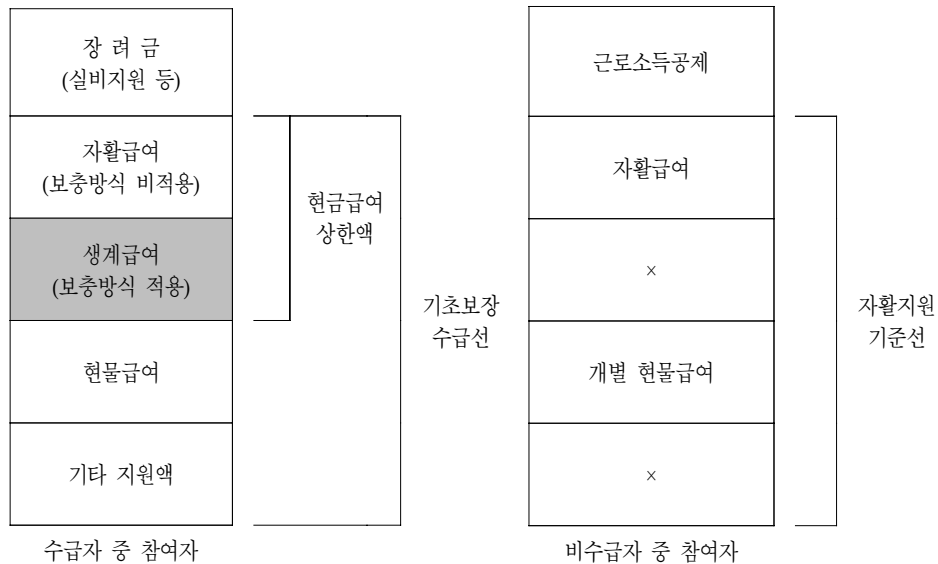 장 려 금
(실비지원 등)
자활급여
(보충방식 비적용)
생계급여
(보충방식 적용)
현물급여
기타 지원액
수급자 중 참여자
현금급여
상한액
기초보장
수급선
근로소득공제
자활급여
×
개별 현물급여
×
비수급자 중 참여자
자활지원
기준선